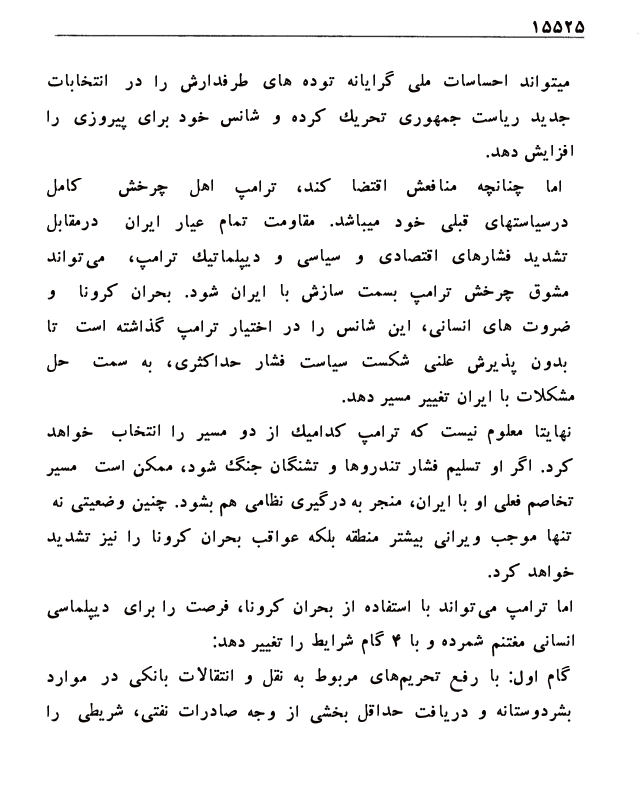 ۱۵۵۲۵
میتواند احساسات ملی گرایانه توده های طرفدارش را در انتخابات
جدید ریاست جمهوری تحریك کرده و شانس خود برای پیروزی را
افزایش دهد.
اما چنانچه منافعش اقتضا کند، ترامپ اهل چرخش کامل
درسیاستهای قبلی خود میباشد. مقاومت تمام عیار ایران درمقابل
تشدید فشارهای اقتصادی و سیاسی و دیپلماتیك ترامپ، می‌تواند
مشوق چرخش ترامپ بسمت سازش با ایران شود. بحران کرونا و
ضروت های انسانی، این شانس را در اختیار ترامپ گذاشته است تا
بدون پذیرش علنی شکست سیاست فشار حداکثری، به سمت حل
مشکلات با ایران تغییر مسیر دهد.
نهایتا معلوم نیست که ترامپ کدامیك از دو مسیر را انتخاب خواهد
کرد. اگر او تسلیم فشار تندروها و تشنگان جنگ شود، ممکن است مسیر
تخاصم فعلی او با ایران، منجر به درگیری نظامی هم بشود. چنین وضعیتی نه
تنها موجب ویرانی بیشتر منطقه بلکه عواقب بحران کرونا را نیز تشدید
خواهد کرد.
اما ترامپ می‌تواند با استفاده از بحران کرونا، فرصت را برای دیپلماسی
انسانی مغتنم شمرده و با ۴ گام شرایط را تغییر دهد:
گام اول: با رفع تحریم‌های مربوط به نقل و انتقالات بانکی در موارد
بشردوستانه و دریافت حداقل بخشی از وجه صادرات نفتی، شریطی را